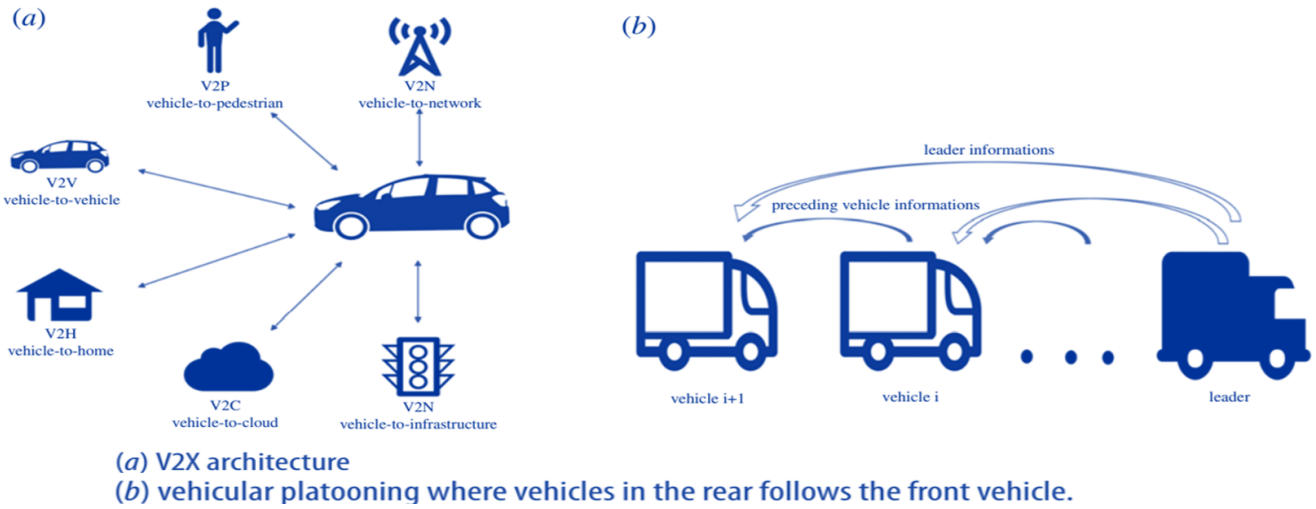 (a)
V2P
vehicle-to-pedestrian
V2N
vehicle-to-network
V2V
vehicle-to-vehicle
V2H
vehicle-to-home
V2C
vehicle-to-cloud
V2N
vehicle-to-infrastructure
(b)
leader informations
preceding vehicle informations
vehicle i+1
vehicle i
leader
(a) V2X architecture
(b) vehicular platooning where vehicles in the rear follows the front vehicle.